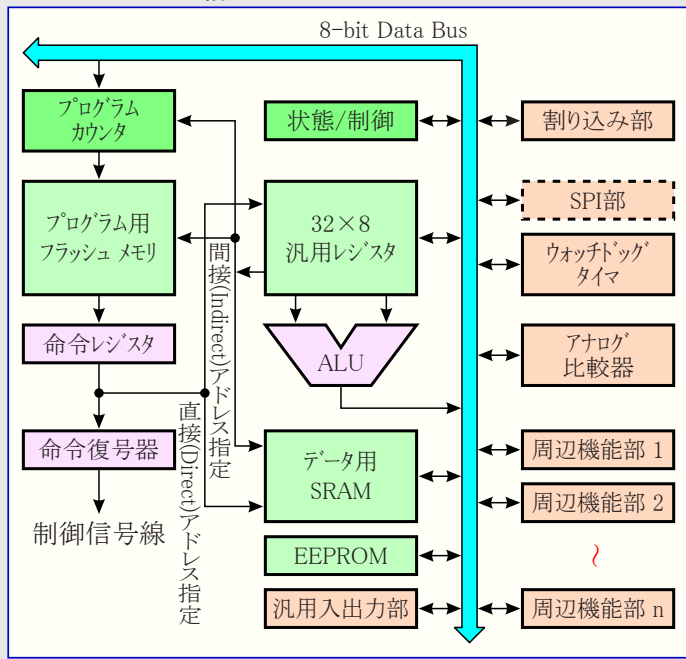 8-bit Data Bus
プログラム
カウンタ
状態/制御
割り込み部
プログラム用
フラッシュ メモリ
32×8
汎用レジスタ
SPI部
ウォッチドッグ
タイマ
間接(Indirect)アドレス指定
命令レジスタ
ALU
アナログ
比較器
直接(Direct)アドレス指定
命令復号器
データ用
SRAM
周辺機能部 1
周辺機能部 2
制御信号線
EEPROM
~
汎用入出力部
周辺機能部 n